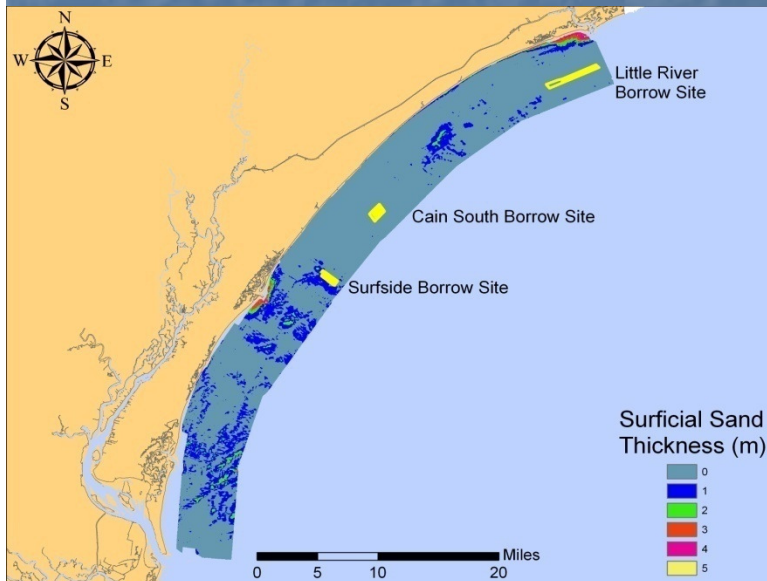 N
W E
S
Little River
Borrow Site
Cain South Borrow Site
Surfside Borrow Site
Surficial Sand
Thickness (m)
0
1
2
3
4
5
Miles
0 5 10 20